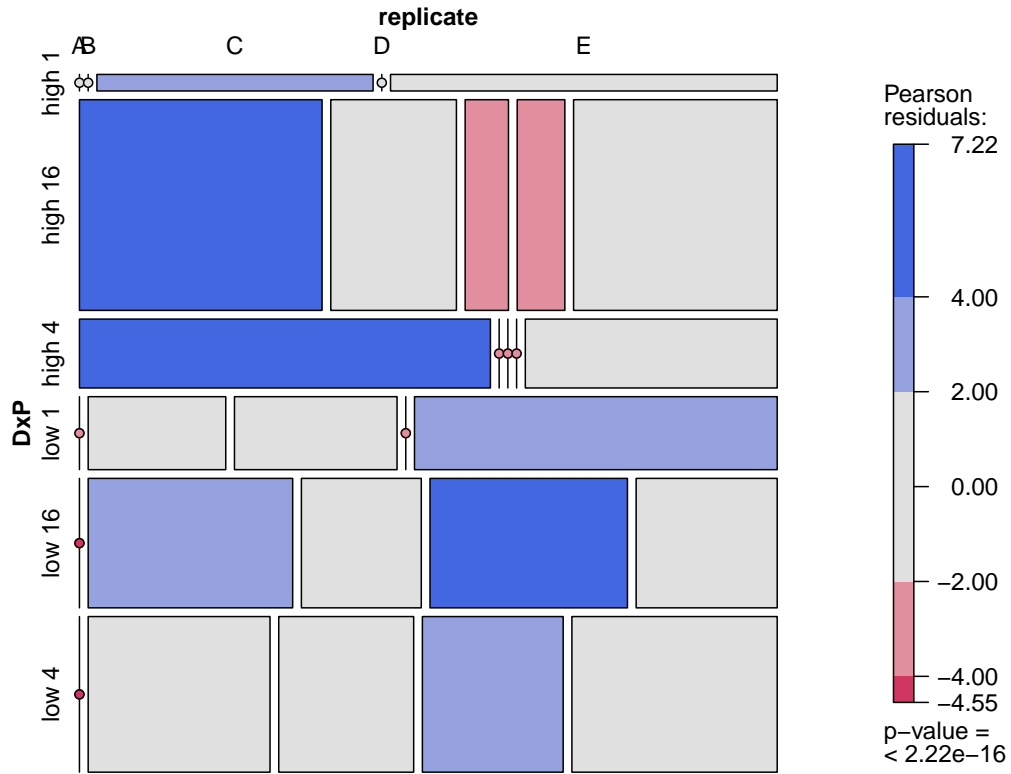 replicate
A B C D E
DxP
high 1
high 16
high 4
low 1
low 16
low 4
Pearson
residuals:
7.22
4.00
2.00
0.00
−2.00
−4.00
−4.55
p−value =
< 2.22e−16